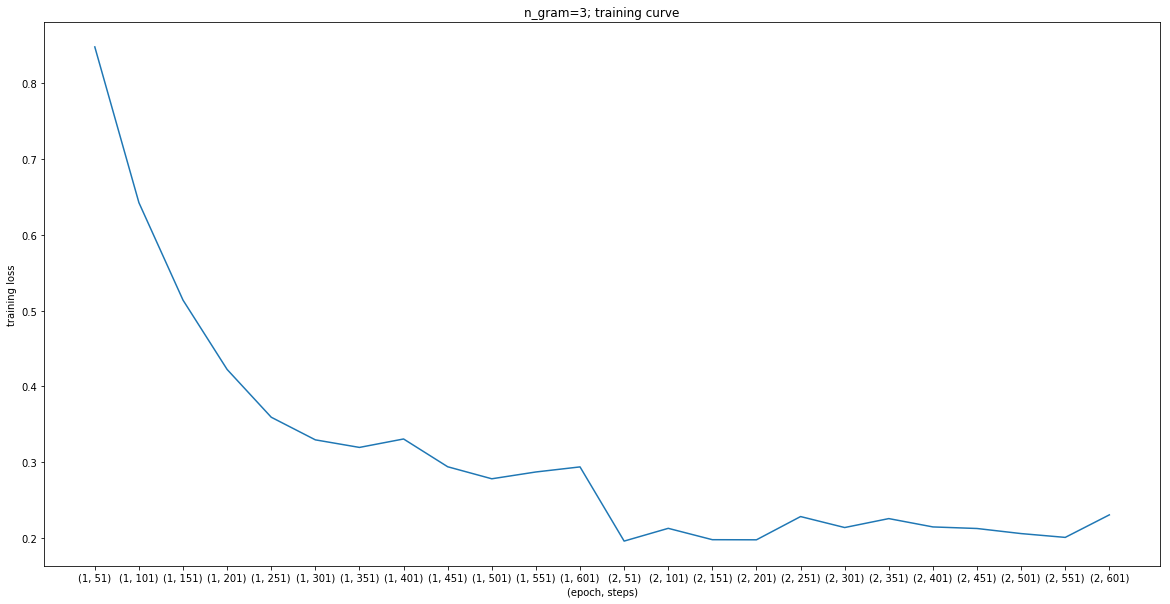 n_gram=3; training curve
training loss
0.8
0.7
0.6
0.5
0.4
0.3
0.2
(1, 51) (1, 101) (1, 151) (1, 201) (1, 251) (1, 301) (1, 351) (1, 401) (1, 451) (1, 501) (1, 551) (1, 601) (2, 51) (2, 101) (2, 151) (2, 201) (2, 251) (2, 301) (2, 351) (2, 401) (2, 451) (2, 501) (2, 551) (2, 601)
(epoch, steps)